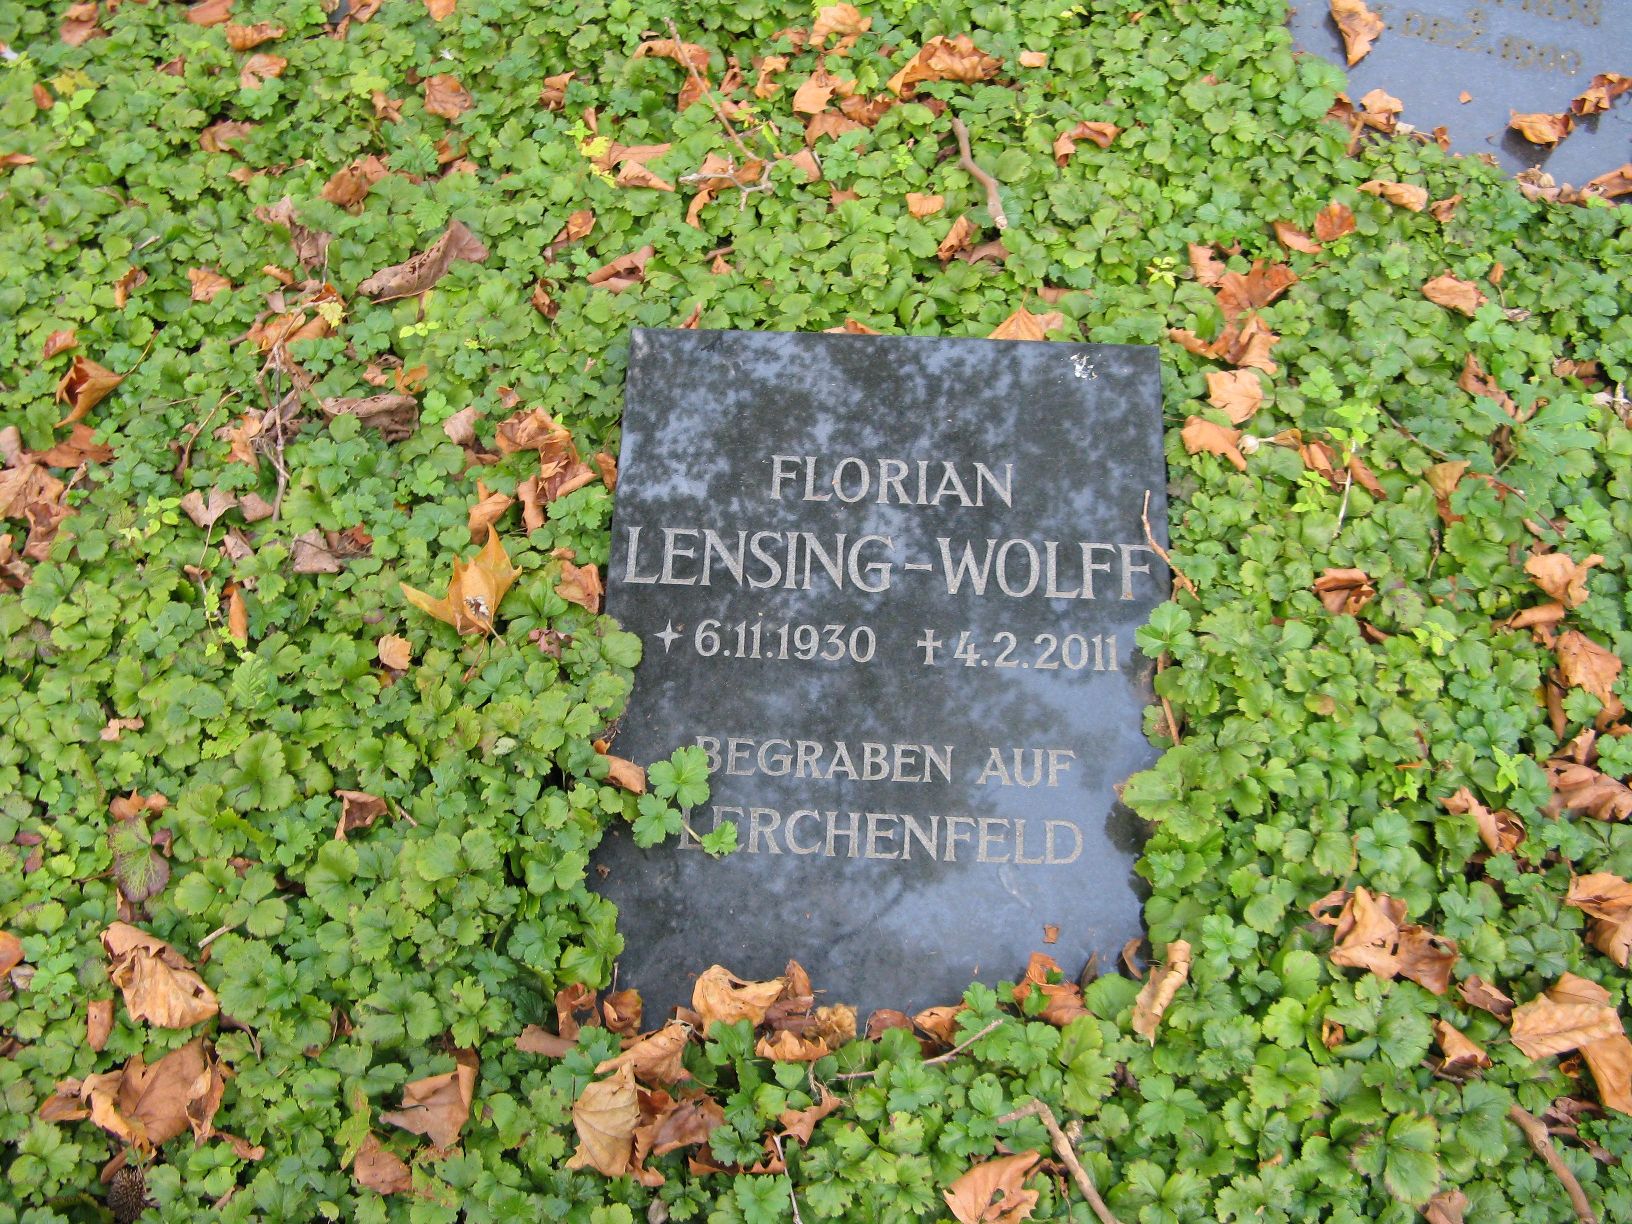 FLORIAN
LENSING-WOLFF
6.11.1930 †4.2.2011
BEGRABEN AUF
LERCHENFELD